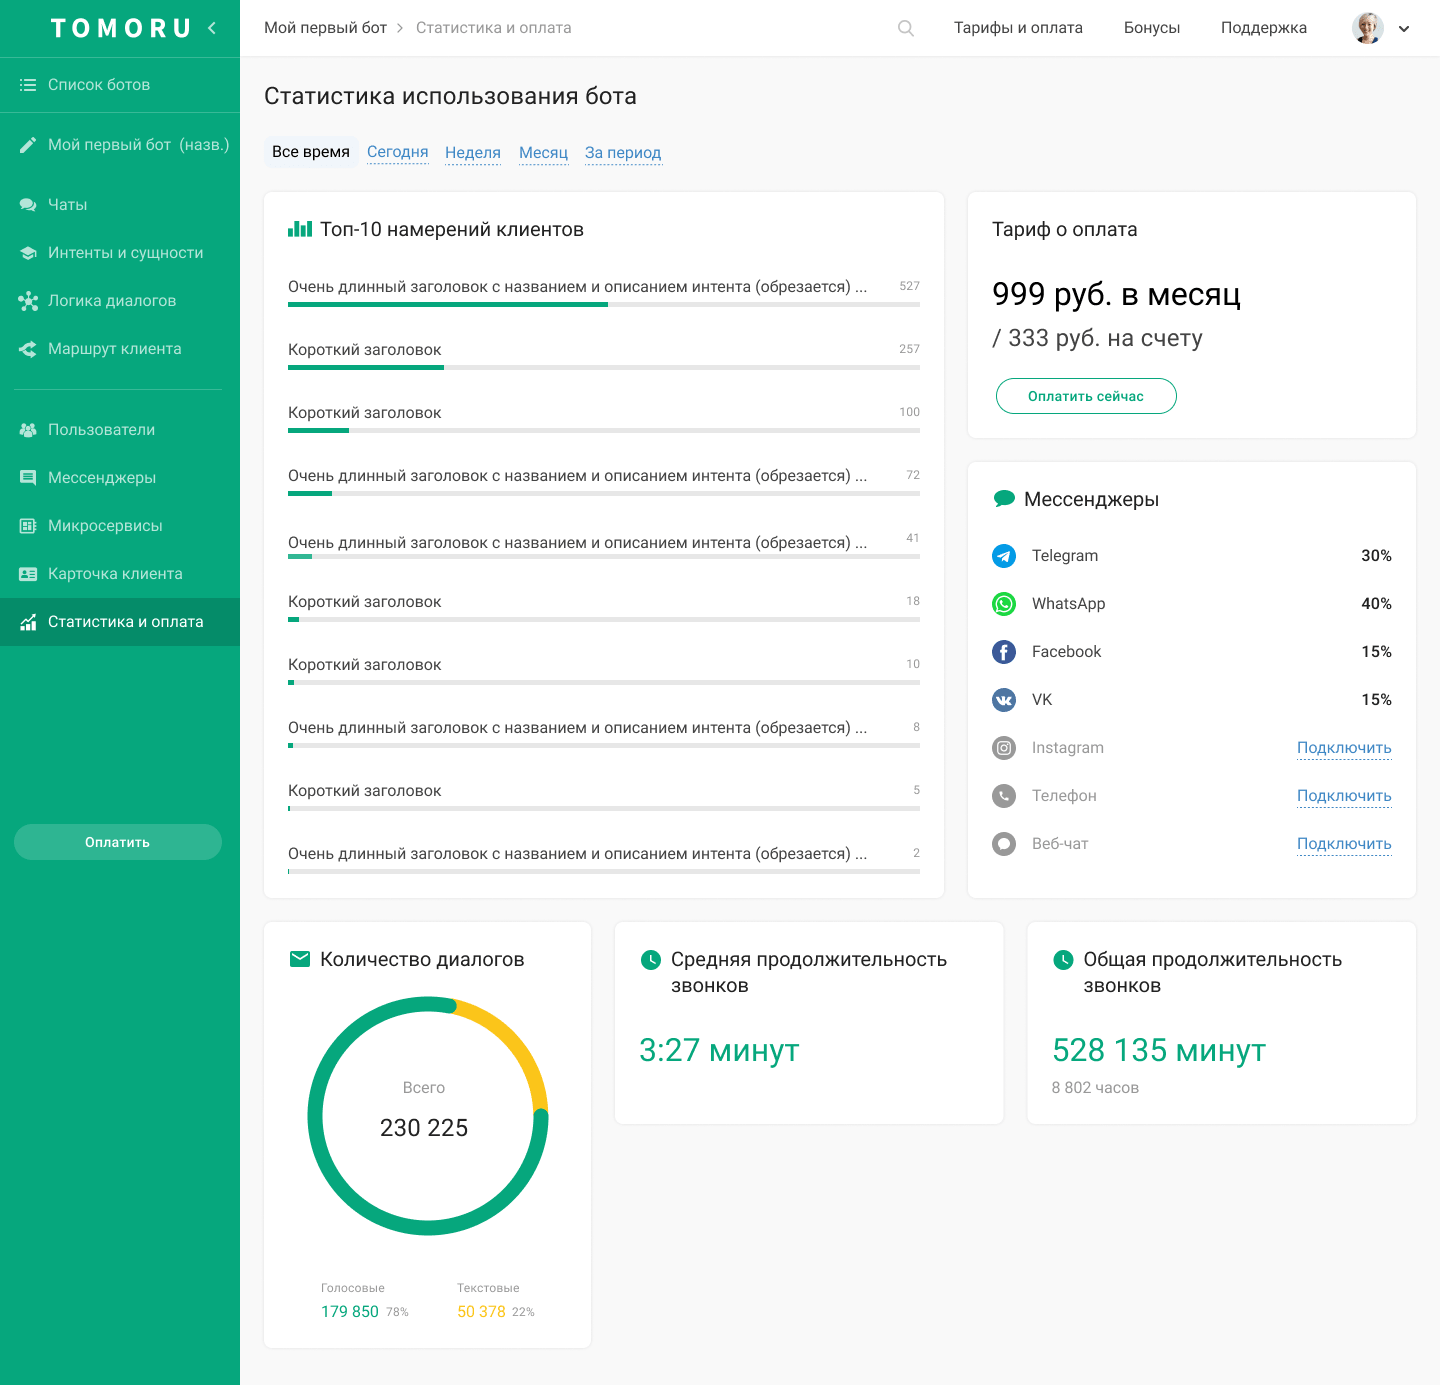 TOMORU
Мой первый бот > Статистика и оплата
Тарифы и оплата
Бонусы
Поддержка
Список ботов
Мой первый бот (назв.)
Чаты
Интенты и сущности
Логика диалогов
Маршрут клиента
Пользователи
Мессенджеры
Микросервисы
Карточка клиента
Статистика и оплата
Оплатить
Статистика использования бота
Все время Сегодня Неделя Месяц За период
Топ-10 намерений клиентов
Очень длинный заголовок с названием и описанием интента (обрезается) ... 527
Короткий заголовок 257
Короткий заголовок 100
Очень длинный заголовок с названием и описанием интента (обрезается) ... 72
Очень длинный заголовок с названием и описанием интента (обрезается) ... 41
Короткий заголовок 18
Короткий заголовок 10
Очень длинный заголовок с названием и описанием интента (обрезается) ... 8
Короткий заголовок 5
Очень длинный заголовок с названием и описанием интента (обрезается) ... 2
Тариф о оплата
999 руб. в месяц
/ 333 руб. на счету
Оплатить сейчас
Мессенджеры
Telegram 30%
WhatsApp 40%
Facebook 15%
VK 15%
Instagram Подключить
Телефон Подключить
Веб-чат Подключить
Количество диалогов
Всего
230 225
Голосовые
179 850 78%
Текстовые
50 378 22%
Средняя продолжительность
звонков
3:27 минут
Общая продолжительность
звонков
528 135 минут
8 802 часов